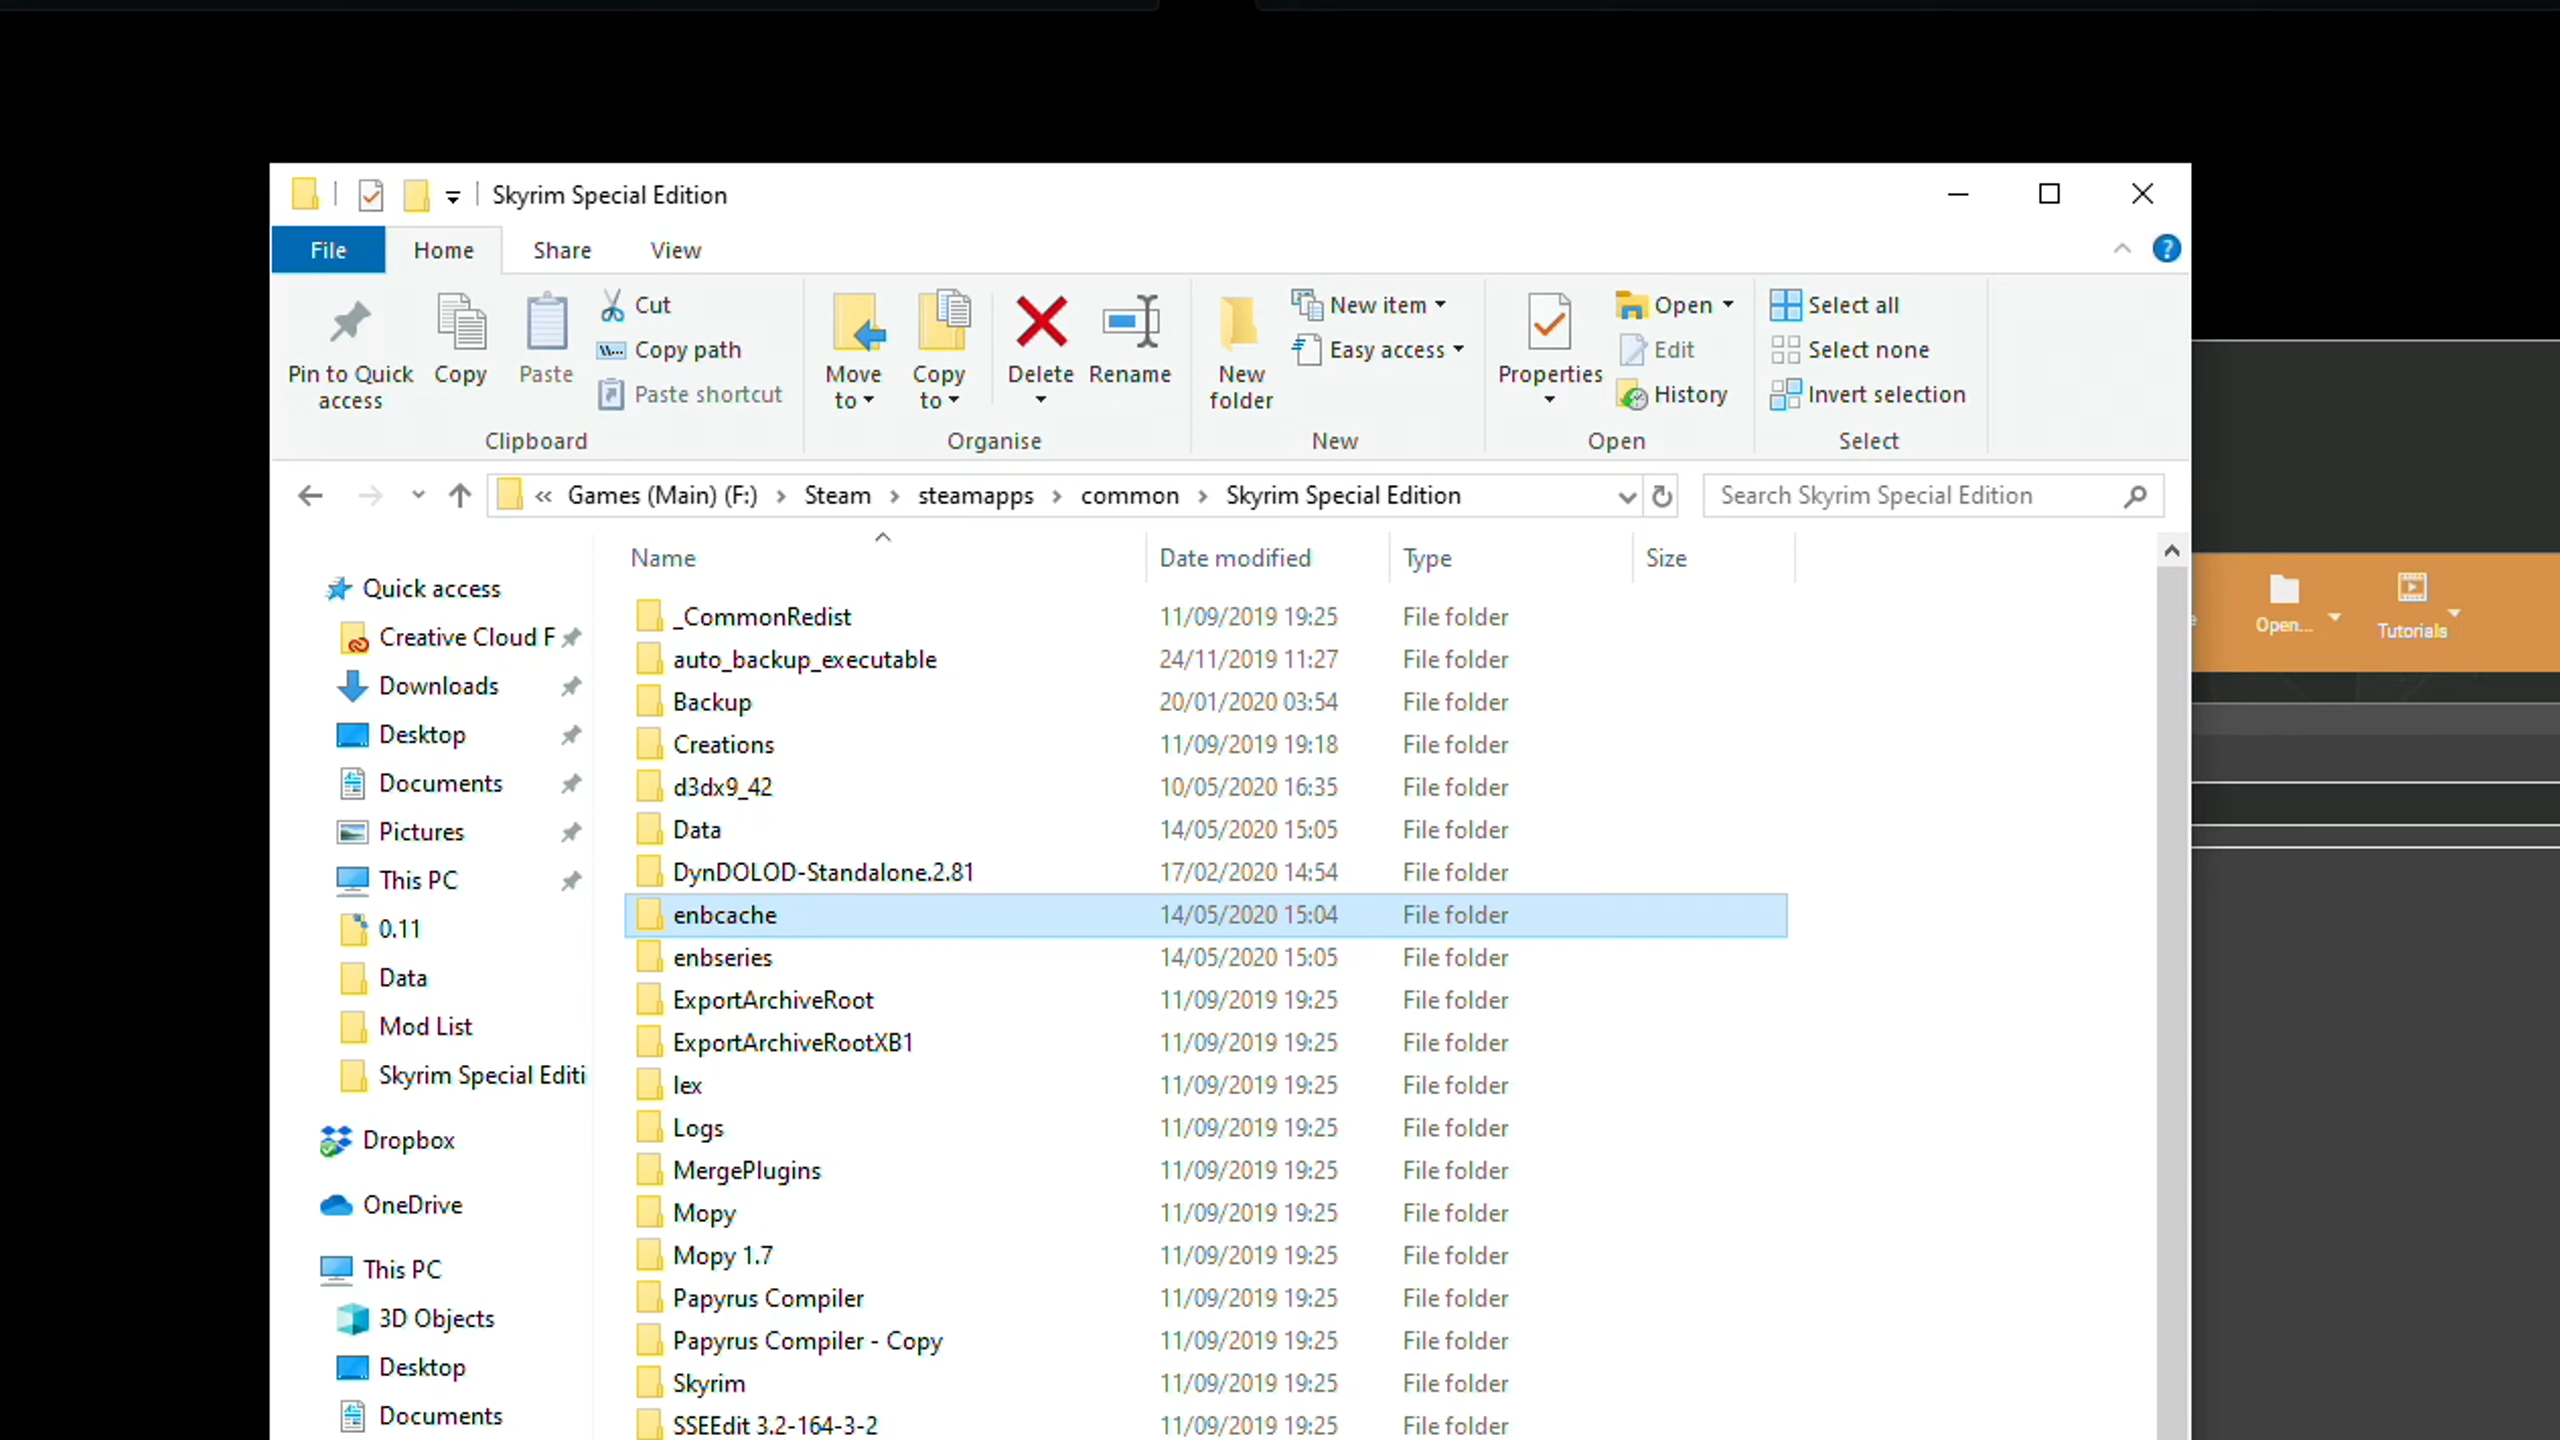 Skyrim Special Edition
File Home Share View
Pin to Quick access
Copy
Paste
Cut
Copy path
Paste shortcut
Clipboard
Move to
Copy to
Delete
Rename
Organise
New folder
New item
Easy access
New
Properties
Open
Edit
History
Open
Select all
Select none
Invert selection
Select
« Games (Main) (F:) > Steam > steamapps > common > Skyrim Special Edition
Search Skyrim Special Edition
Quick access
Creative Cloud F
Downloads
Desktop
Documents
Pictures
This PC
0.11
Data
Mod List
Skyrim Special Editi
Dropbox
OneDrive
This PC
3D Objects
Desktop
Documents
Name Date modified Type Size
_CommonRedist 11/09/2019 19:25 File folder
auto_backup_executable 24/11/2019 11:27 File folder
Backup 20/01/2020 03:54 File folder
Creations 11/09/2019 19:18 File folder
d3dx9_42 10/05/2020 16:35 File folder
Data 14/05/2020 15:05 File folder
DynDOLOD-Standalone.2.81 17/02/2020 14:54 File folder
enbcache 14/05/2020 15:04 File folder
enbseries 14/05/2020 15:05 File folder
ExportArchiveRoot 11/09/2019 19:25 File folder
ExportArchiveRootXB1 11/09/2019 19:25 File folder
lex 11/09/2019 19:25 File folder
Logs 11/09/2019 19:25 File folder
MergePlugins 11/09/2019 19:25 File folder
Mopy 11/09/2019 19:25 File folder
Mopy 1.7 11/09/2019 19:25 File folder
Papyrus Compiler 11/09/2019 19:25 File folder
Papyrus Compiler - Copy 11/09/2019 19:25 File folder
Skyrim 11/09/2019 19:25 File folder
SSEEdit 3.2-164-3-2 11/09/2019 19:25 File folder
Open...
Tutorials